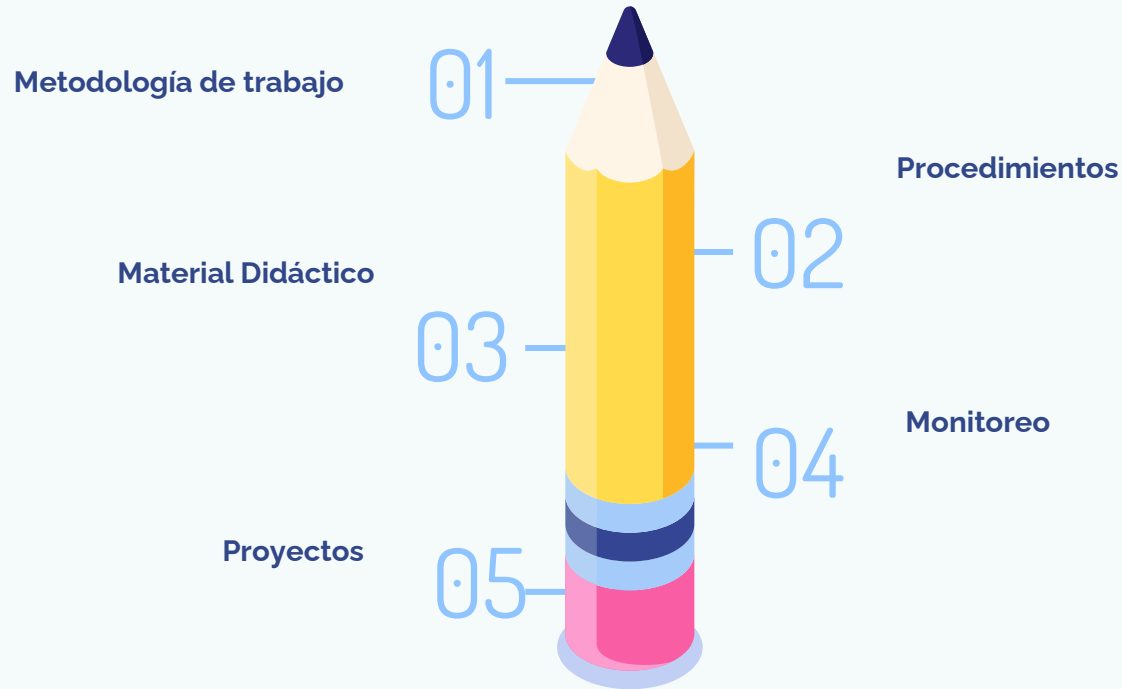 Metodología de trabajo
01
Procedimientos
02
Material Didáctico
03
Monitoreo
04
Proyectos
05